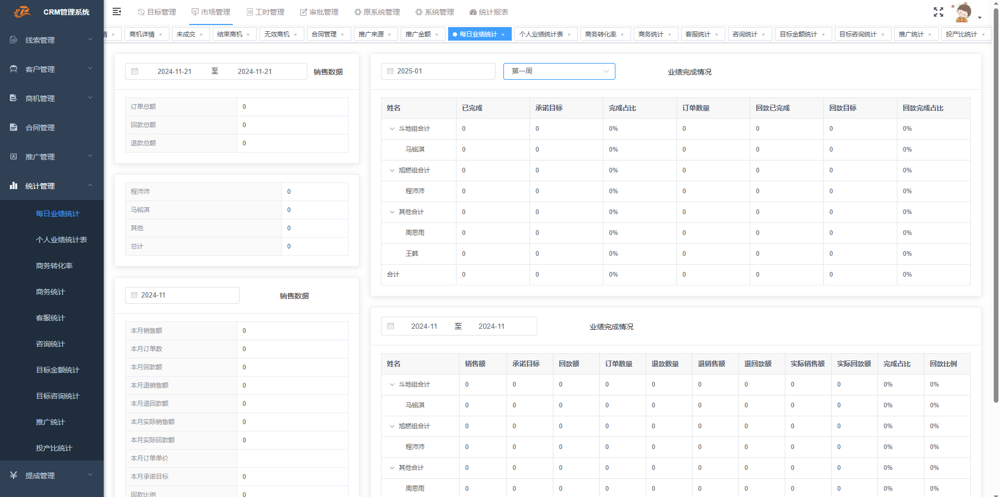 CRM管理系统
目标管理 市场管理 工时管理 审批管理 原系统管理 系统管理 统计报表
情 × 商机详情 × 未成交 × 结束商机 × 无效商机 × 合同管理 × 推广来源 × 推广金额 × 每日业绩统计 × 个人业绩统计表 × 商务转化率 × 商务统计 × 客服统计 × 咨询统计 × 目标金额统计 × 目标咨询统计 × 推广统计 × 投产比统计 ×
线索管理
客户管理
商机管理
合同管理
推广管理
统计管理
每日业绩统计
个人业绩统计表
商务转化率
商务统计
客服统计
咨询统计
目标金额统计
目标咨询统计
推广统计
投产比统计
提成管理
2024-11-21 至 2024-11-21 销售数据
订单总额 0
回款总额 0
退款总额 0
程沛沛 0
马铭淇 0
其他 0
总计 0
2024-11 销售数据
本月销售额 0
本月订单数 0
本月回款额 0
本月退销售额 0
本月退回款额 0
本月实际销售额 0
本月实际回款额 0
本月订单单价
本月承诺目标 0
回款比例 0
2025-01 第一周 业绩完成情况
姓名 已完成 承诺目标 完成占比 订单数量 回款已完成 回款目标 回款完成占比
斗地组合计 0 0 0% 0 0 0 0%
马铭淇 0 0 0% 0 0 0 0%
旭燃组合计 0 0 0% 0 0 0 0%
程沛沛 0 0 0% 0 0 0 0%
其他合计 0 0 0% 0 0 0 0%
周思雨 0 0 0% 0 0 0 0%
王韩 0 0 0% 0 0 0 0%
合计 0 0 0% 0 0 0 0%
2024-11 至 2024-11 业绩完成情况
姓名 销售额 承诺目标 回款额 订单数量 退款数量 退销售额 退回款额 实际销售额 实际回款额 完成占比 回款比例
斗地组合计 0 0 0 0 0 0 0 0 0 0% 0%
马铭淇 0 0 0 0 0 0 0 0 0 0% 0%
旭燃组合计 0 0 0 0 0 0 0 0 0 0% 0%
程沛沛 0 0 0 0 0 0 0 0 0 0% 0%
其他合计 0 0 0 0 0 0 0 0 0 0% 0%
周思雨 0 0 0 0 0 0 0 0 0 0% 0%